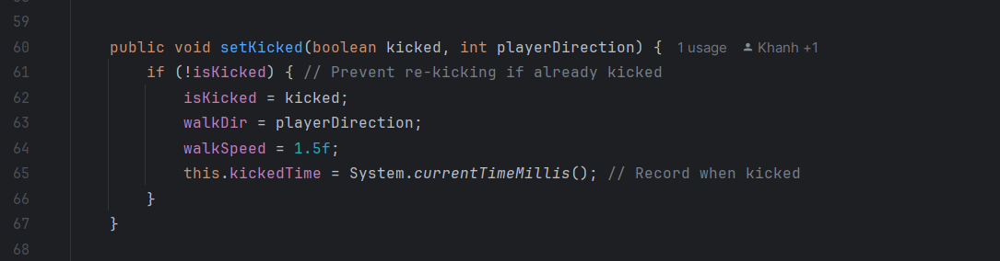 59
60 public void setKicked(boolean kicked, int playerDirection) { 1 usage Khanh +1
61 if (!isKicked) { // Prevent re-kicking if already kicked
62 isKicked = kicked;
63 walkDir = playerDirection;
64 walkSpeed = 1.5f;
65 this.kickedTime = System.currentTimeMillis(); // Record when kicked
66 }
67 }
68